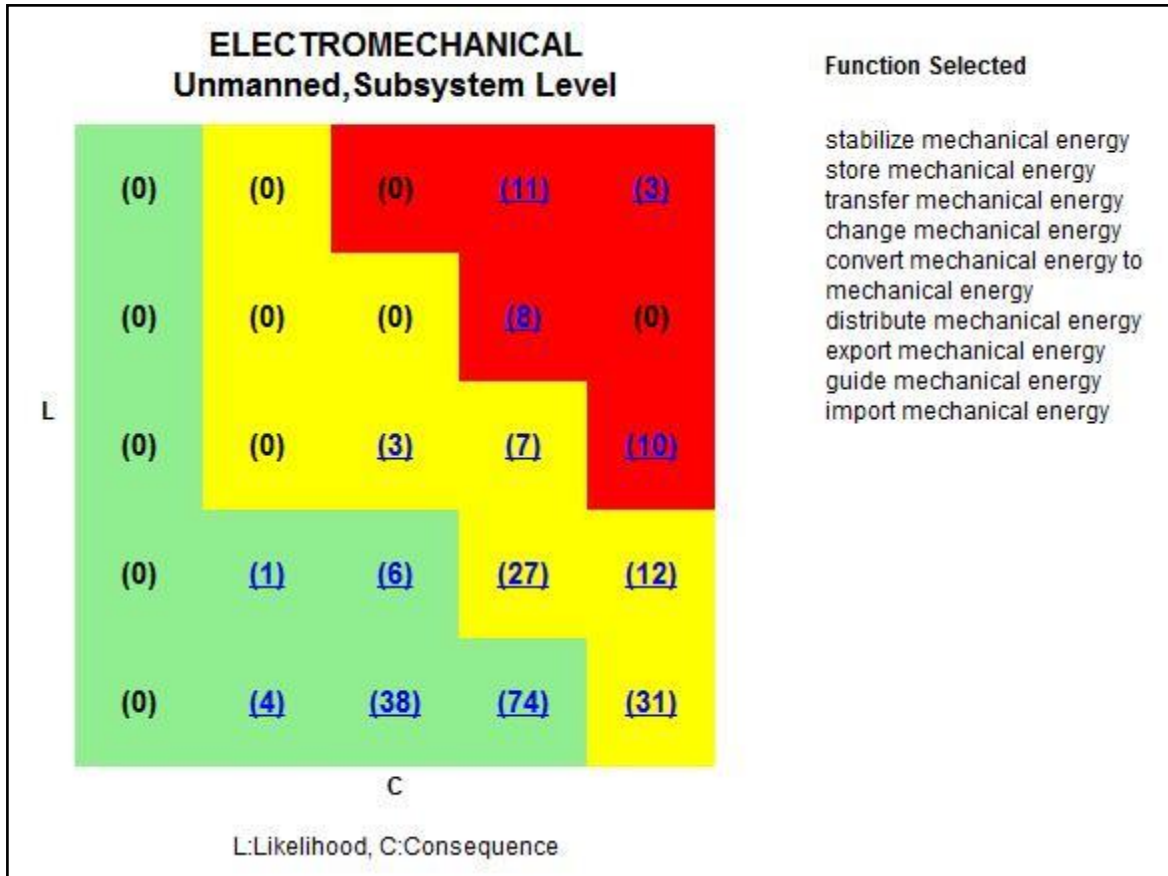 ELECTROMECHANICAL
Unmanned,Subsystem Level
(0) (0) (0) (11) (3)
(0) (0) (0) (8) (0)
L
(0) (0) (3) (7) (10)
(0) (1) (6) (27) (12)
(0) (4) (38) (74) (31)
C
L:Likelihood, C:Consequence
Function Selected
stabilize mechanical energy
store mechanical energy
transfer mechanical energy
change mechanical energy
convert mechanical energy to
mechanical energy
distribute mechanical energy
export mechanical energy
guide mechanical energy
import mechanical energy